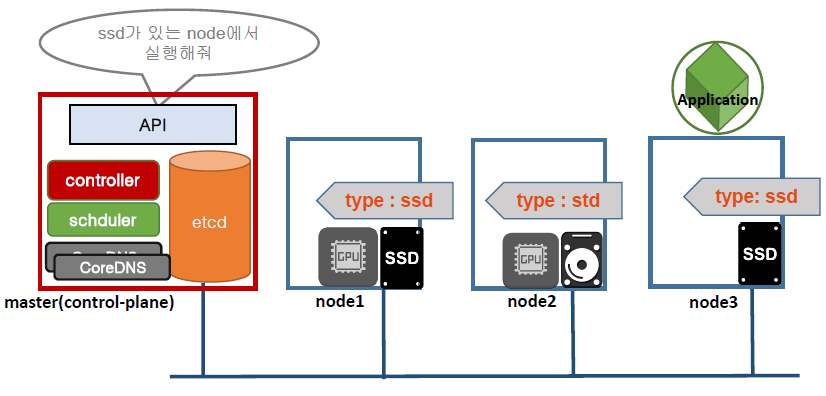 ssd가 있는 node에서
실행해줘
API
controller
schduler
etcd
CoreDNS
CoreDNS
master(control-plane)
type : ssd
GPU
SSD
node1
type : std
GPU
node2
Application
type: ssd
SSD
node3